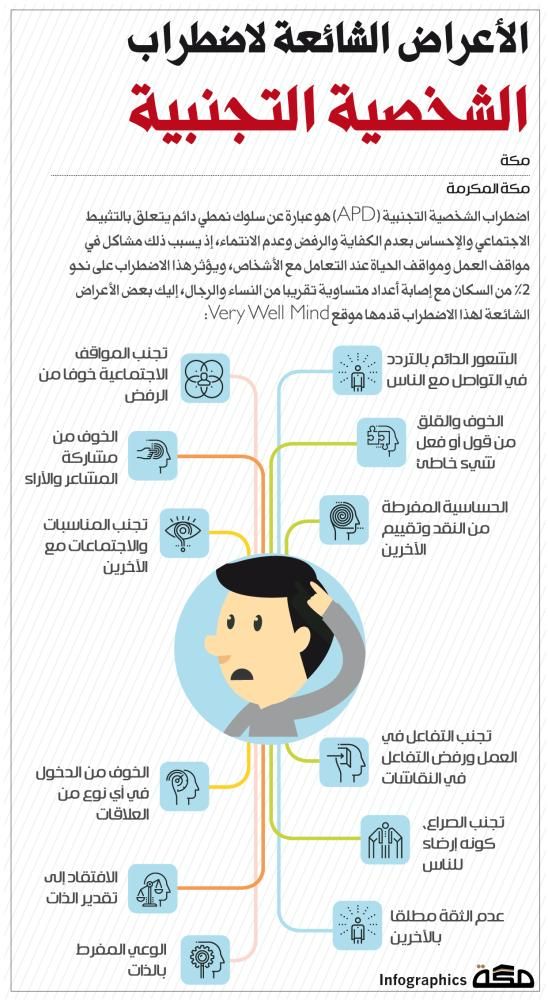 الأعراض الشائعة لاضطراب
الشخصية التجنبية
مكة
مكة المكرمة
اضطراب الشخصية التجنبية (APD) هو عبارة عن سلوك نمطي دائم يتعلق بالتثبيط
الاجتماعي والإحساس بعدم الكفاية والرفض وعدم الانتماء، إذ يسبب ذلك مشاكل في
مواقف العمل ومواقف الحياة عند التعامل مع الأشخاص، ويؤثر هذا الاضطراب على نحو
2٪ من السكان مع إصابة أعداد متساوية تقريبا من النساء والرجال، إليك بعض الأعراض
الشائعة لهذا الاضطراب قدمها موقع Very Well Mind:
الشعور الدائم بالتردد
في التواصل مع الناس
الخوف والقلق
من قول أو فعل
شيء خاطئ
الحساسية المفرطة
من النقد وتقييم
الآخرين
تجنب المواقف
الاجتماعية خوفا من
الرفض
الخوف من
مشاركة
المشاعر والآراء
تجنب المناسبات
والاجتماعات مع
الآخرين
تجنب التفاعل في
العمل ورفض التفاعل
في النقاشات
تجنب الصراع،
كونه إرضاء
للناس
عدم الثقة مطلقا
بالآخرين
الخوف من الدخول
في أي نوع من
العلاقات
الافتقاد إلى
تقدير الذات
الوعي المفرط
بالذات
مكة Infographics